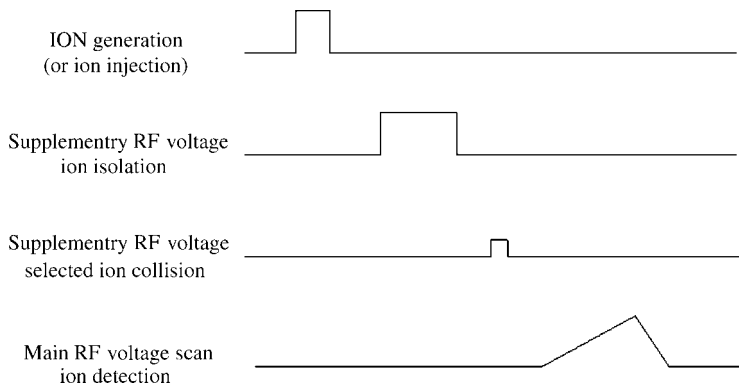 ION generation
(or ion injection)
Supplementry RF voltage
ion isolation
Supplementry RF voltage
selected ion collision
Main RF voltage scan
ion detection